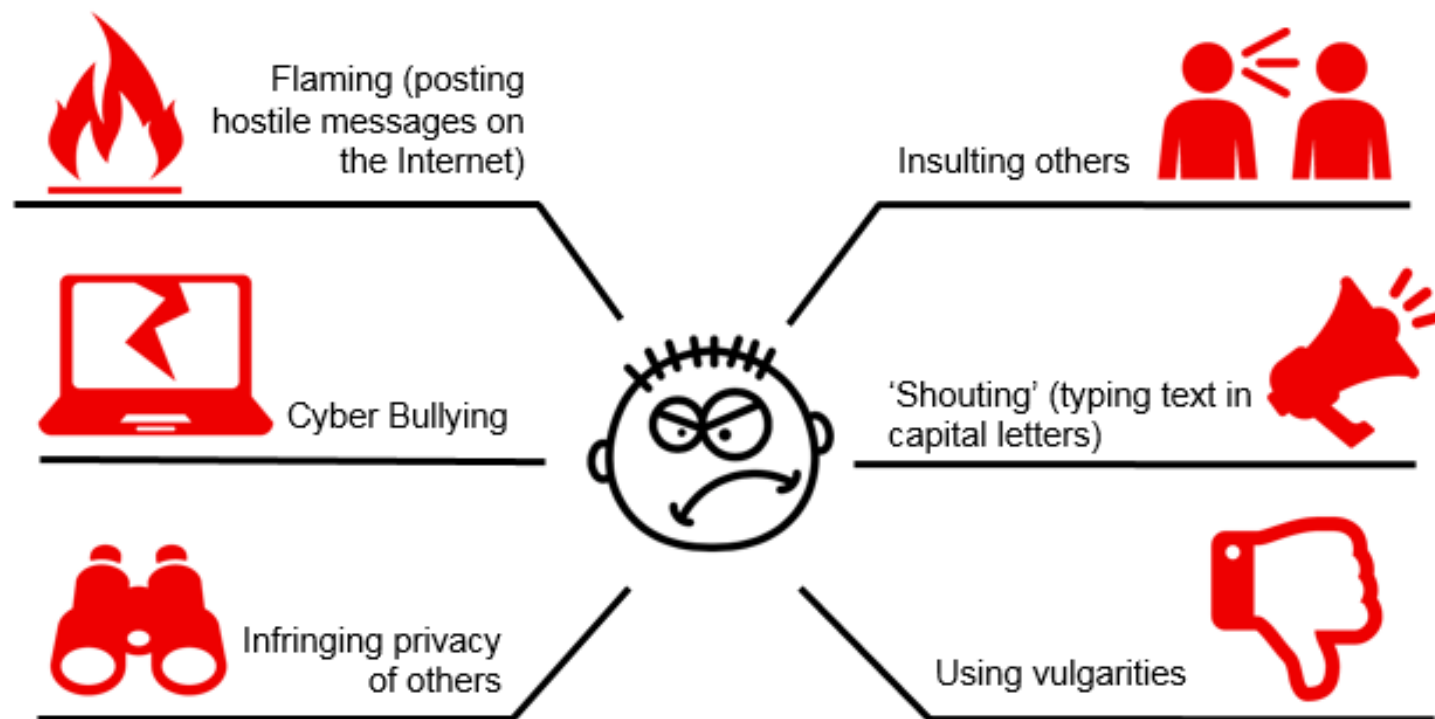 Flaming (posting
hostile messages on
the Internet)
Insulting others
Cyber Bullying
‘Shouting’ (typing text in
capital letters)
Infringing privacy
of others
Using vulgarities